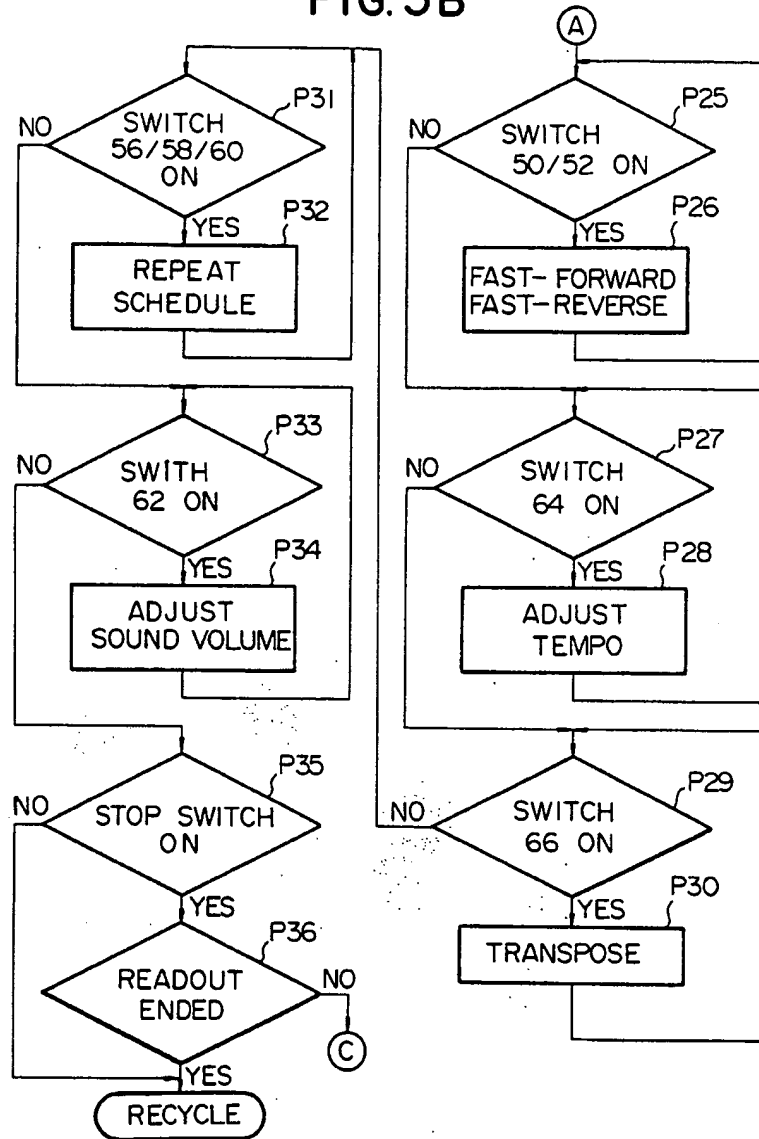 FIG. 5B
A
P25
SWITCH
50/52 ON
NO
YES
P26
FAST-FORWARD
FAST-REVERSE
P27
SWITCH
64 ON
NO
YES
P28
ADJUST
TEMPO
P29
SWITCH
66 ON
NO
YES
P30
TRANSPOSE
P31
SWITCH
56/58/60
ON
NO
YES
P32
REPEAT
SCHEDULE
P33
SWITH
62 ON
NO
YES
P34
ADJUST
SOUND VOLUME
P35
STOP SWITCH
ON
NO
YES
P36
READOUT
ENDED
NO
C
YES
RECYCLE